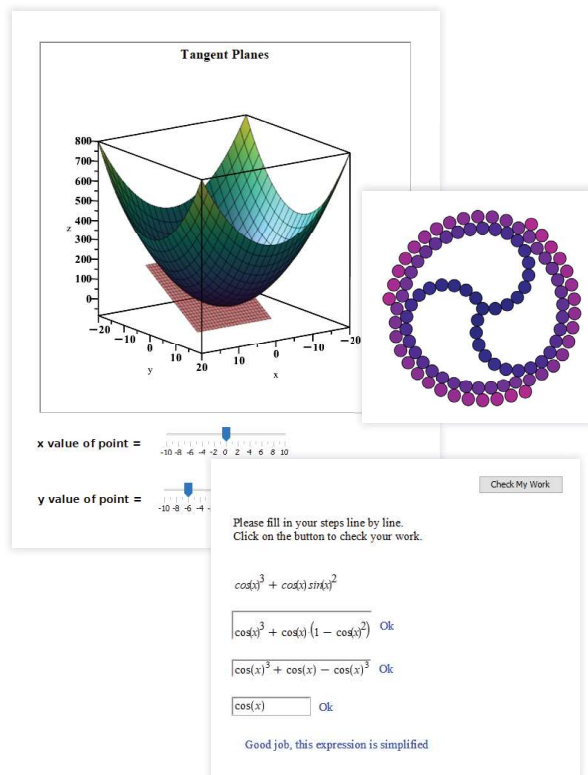 Tangent Planes
800
700
600
500
400
300
200
100
0
z
-20
-10
0
10
20
y
10
0
-10
-20
x
x value of point =
-10 -8 -6 -4 -2 0 2 4 6 8 10
y value of point =
-10 -8 -6 -4 -
Check My Work
Please fill in your steps line by line.
Click on the button to check your work.
cos(x)³ + cos(x) sin(x)²
cos(x)³ + cos(x)·(1 − cos(x)²) Ok
cos(x)³ + cos(x) − cos(x)³ Ok
cos(x) Ok
Good job, this expression is simplified